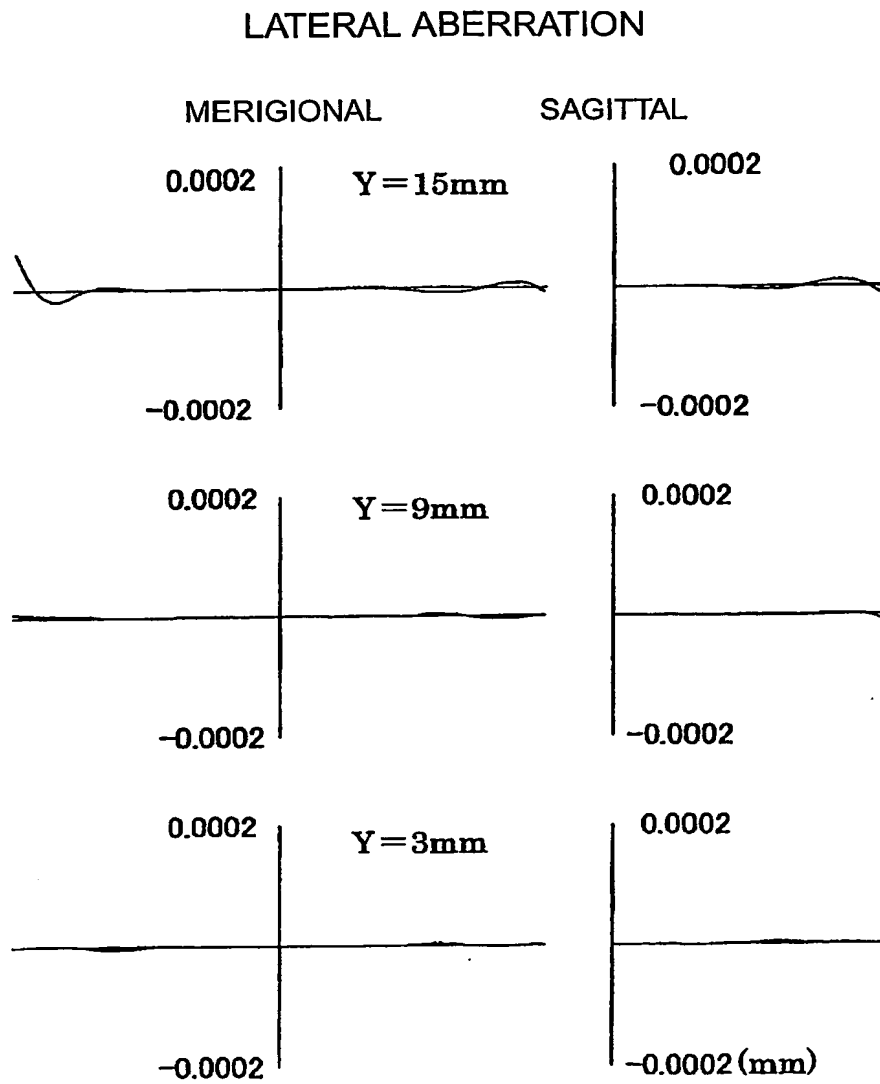 LATERAL ABERRATION
MERIGIONAL SAGITTAL
0.0002 Y=15mm 0.0002
-0.0002 -0.0002
0.0002 Y=9mm 0.0002
-0.0002 -0.0002
0.0002 Y=3mm 0.0002
-0.0002 -0.0002 (mm)